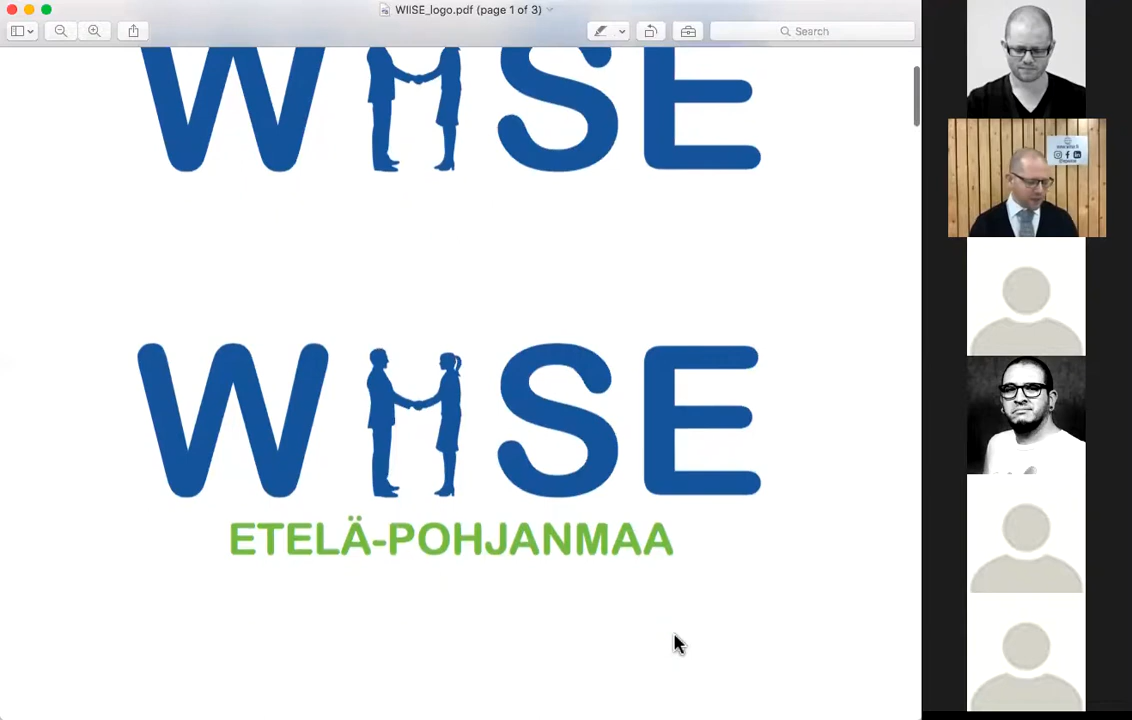 WIISE_logo.pdf (page 1 of 3)
Search
WIISE
WIISE
ETELÄ-POHJANMAA